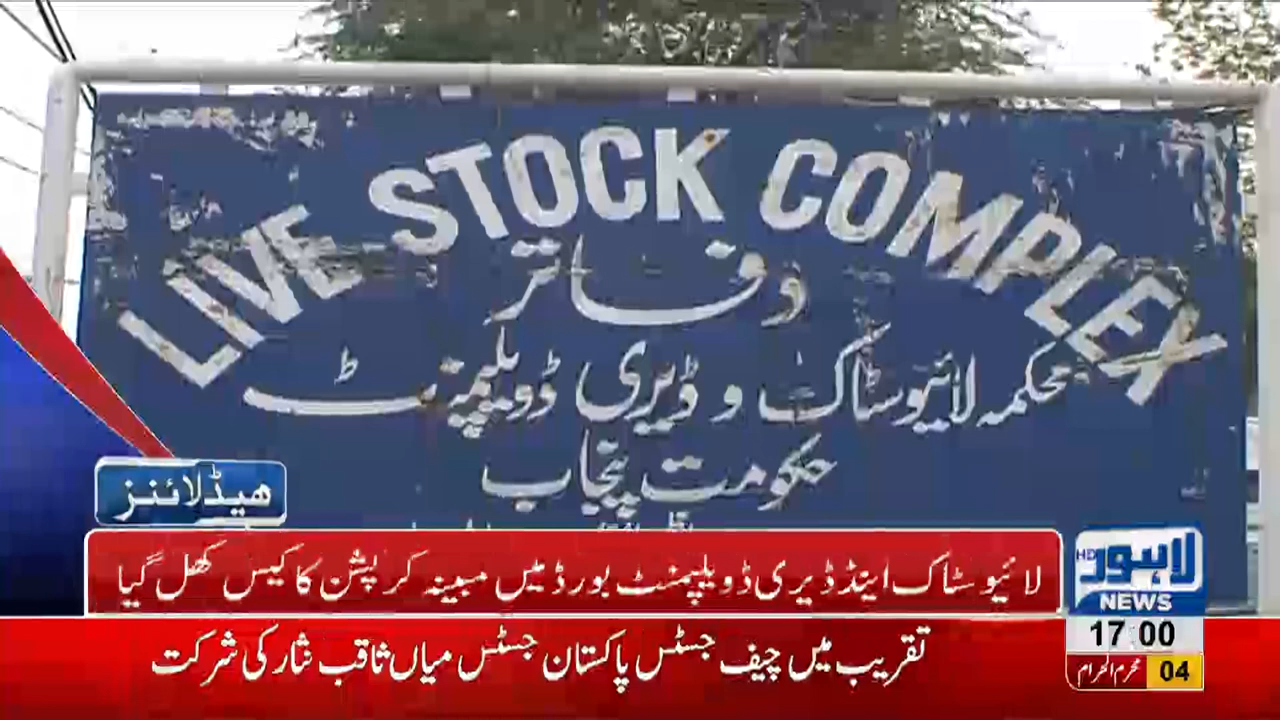 LIVE STOCK COMPLEX
دفاتر
محکمہ لائیوسٹاک و ڈیری ڈویلپمنٹ
حکومت پنجاب
ھیڈلائنز
لائیوسٹاک اینڈ ڈیری ڈویلپمنٹ بورڈ میں مبینہ کرپشن کا کیس کھل گیا
HD لاہور
NEWS
17:00
تقریب میں چیف جسٹس پاکستان جسٹس میاں ثاقب نثار کی شرکت
محرم الحرام 04